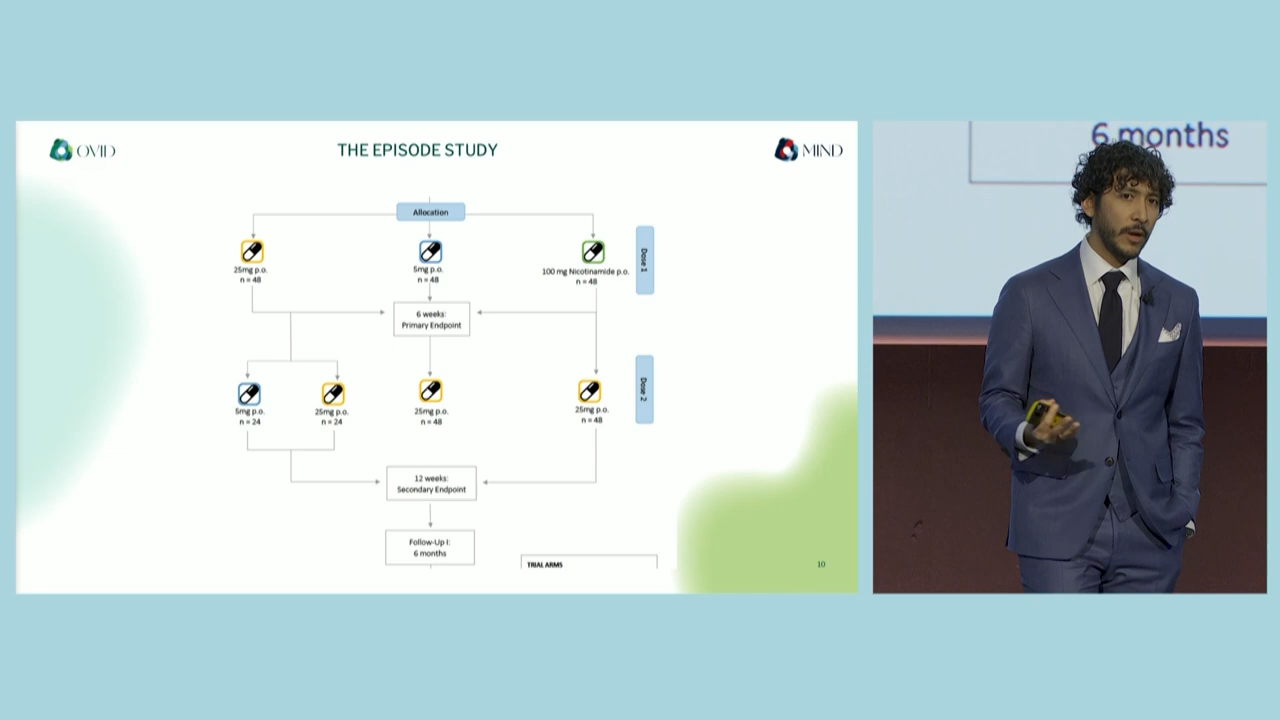 OVID
THE EPISODE STUDY
MIND
Allocation
25mg p.o.
n = 48
5mg p.o.
n = 48
100 mg Nicotinamide p.o.
n = 48
Dose 1
6 weeks:
Primary Endpoint
5mg p.o.
n = 24
25mg p.o.
n = 24
25mg p.o.
n = 48
25mg p.o.
n = 48
Dose 2
12 weeks:
Secondary Endpoint
Follow-Up I:
6 months
TRIAL ARMS
10
6 months